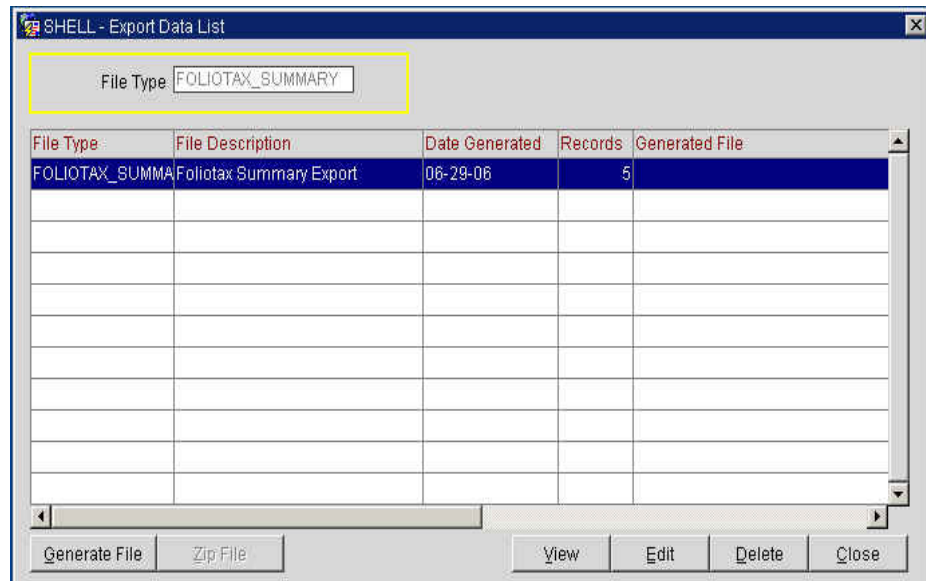 SHELL - Export Data List
File Type FOLIOTAX_SUMMARY
File Type File Description Date Generated Records Generated File
FOLIOTAX_SUMMA Foliotax Summary Export 06-29-06 5
Generate File Zip File View Edit Delete Close